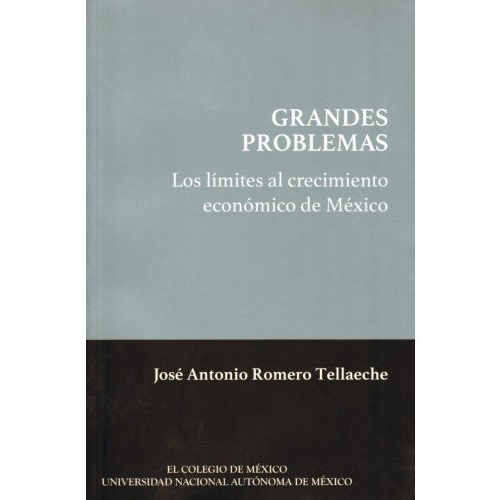 GRANDES
PROBLEMAS
Los límites al crecimiento
económico de México
José Antonio Romero Tellaeche
EL COLEGIO DE MÉXICO
UNIVERSIDAD NACIONAL AUTÓNOMA DE MÉXICO